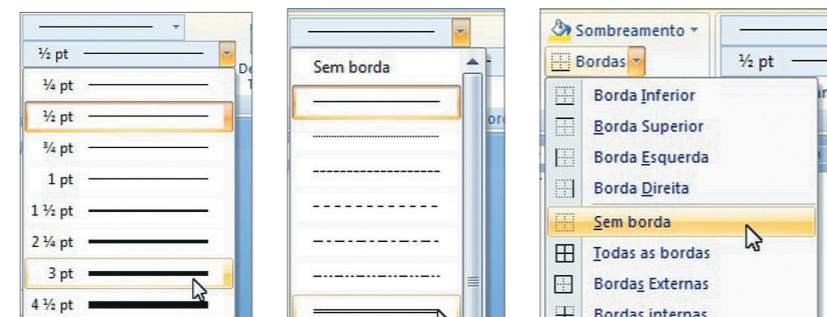 ½ pt
¼ pt
½ pt
¾ pt
1 pt
1 ½ pt
2 ¼ pt
3 pt
4 ½ pt
De
Sem borda
Sombreamento
Bordas
½ pt
Borda Inferior
Borda Superior
Borda Esquerda
Borda Direita
Sem borda
Todas as bordas
Bordas Externas
Bordas internas